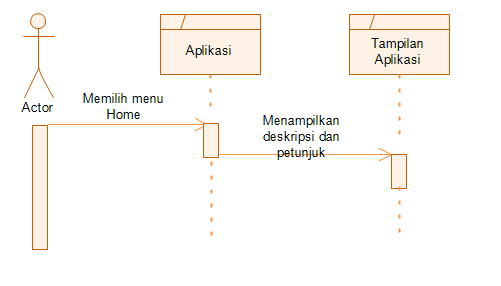 Aplikasi
Tampilan
Aplikasi
Actor
Memilih menu
Home
Menampilkan
deskripsi dan
petunjuk